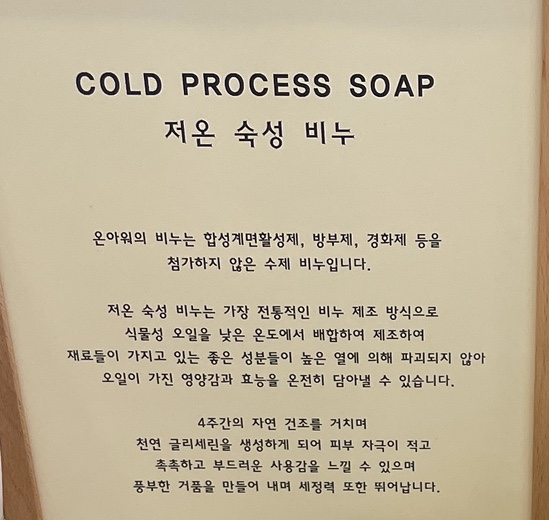 COLD PROCESS SOAP
저온 숙성 비누
온아워의 비누는 합성계면활성제, 방부제, 경화제 등을
첨가하지 않은 수제 비누입니다.
저온 숙성 비누는 가장 전통적인 비누 제조 방식으로
식물성 오일을 낮은 온도에서 배합하여 제조하여
재료들이 가지고 있는 좋은 성분들이 높은 열에 의해 파괴되지 않아
오일이 가진 영양감과 효능을 온전히 담아낼 수 있습니다.
4주간의 자연 건조를 거치며
천연 글리세린을 생성하게 되어 피부 자극이 적고
촉촉하고 부드러운 사용감을 느낄 수 있으며
풍부한 거품을 만들어 내며 세정력 또한 뛰어납니다.